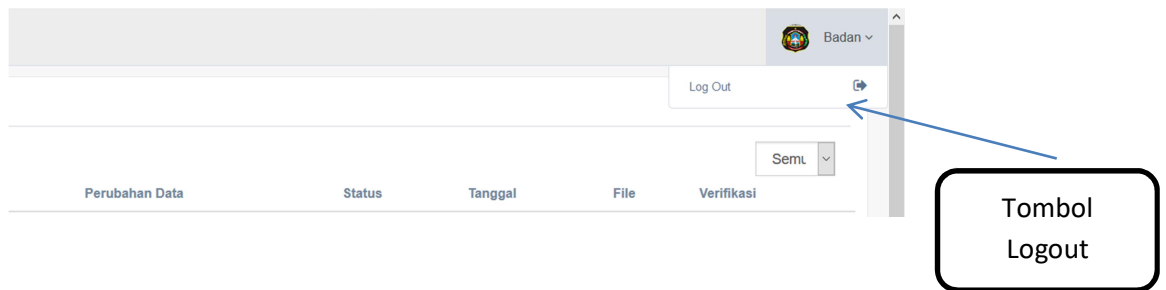 Badan
Log Out
Semu
Perubahan Data Status Tanggal File Verifikasi
Tombol
Logout